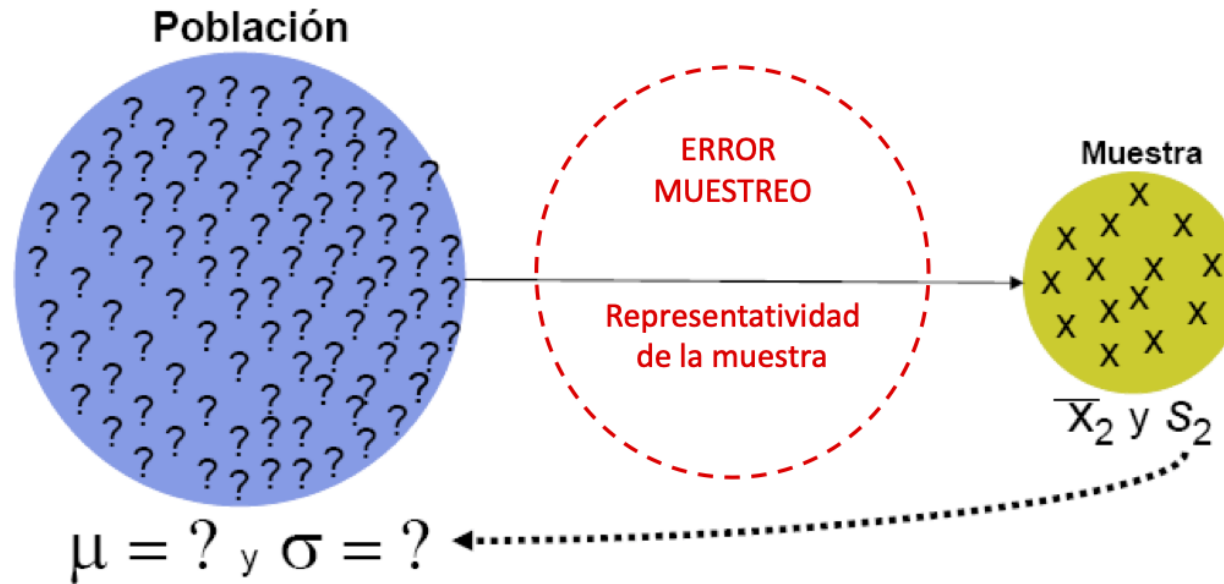 Población
ERROR
MUESTREO
Representatividad
de la muestra
Muestra
x̄₂ y S₂
μ = ? y σ = ?